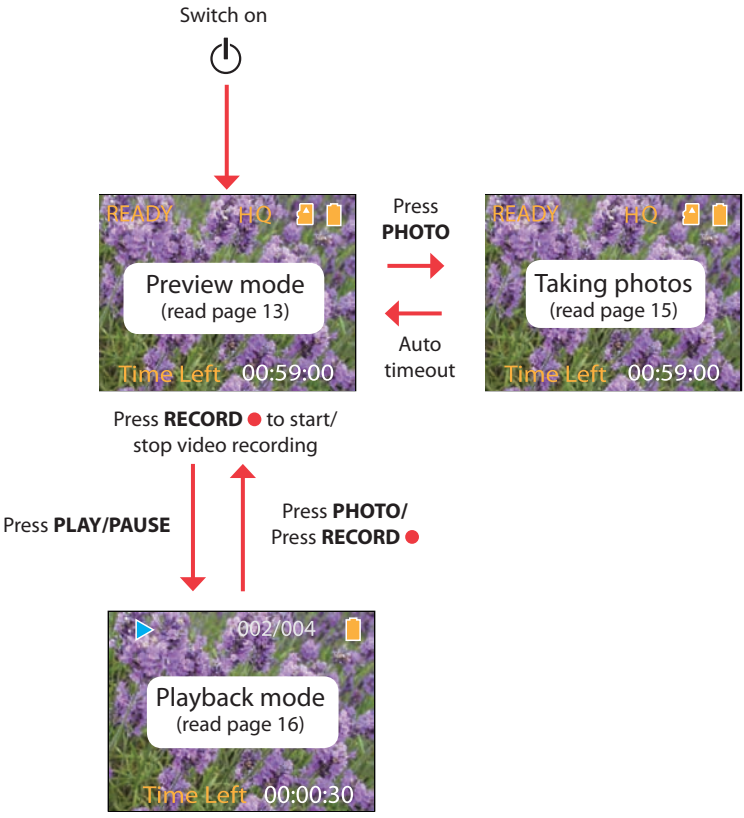 Switch on
READY HQ
Preview mode
(read page 13)
Time Left 00:59:00
Press
PHOTO
Auto
timeout
READY HQ
Taking photos
(read page 15)
Time Left 00:59:00
Press RECORD ● to start/
stop video recording
Press PLAY/PAUSE
Press PHOTO/
Press RECORD ●
002/004
Playback mode
(read page 16)
Time Left 00:00:30